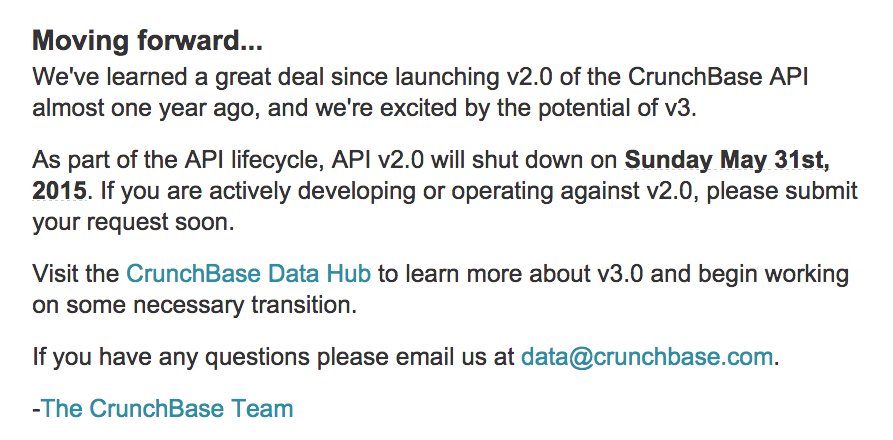 Moving forward...
We've learned a great deal since launching v2.0 of the CrunchBase API
almost one year ago, and we're excited by the potential of v3.
As part of the API lifecycle, API v2.0 will shut down on Sunday May 31st,
2015. If you are actively developing or operating against v2.0, please submit
your request soon.
Visit the CrunchBase Data Hub to learn more about v3.0 and begin working
on some necessary transition.
If you have any questions please email us at data@crunchbase.com.
-The CrunchBase Team